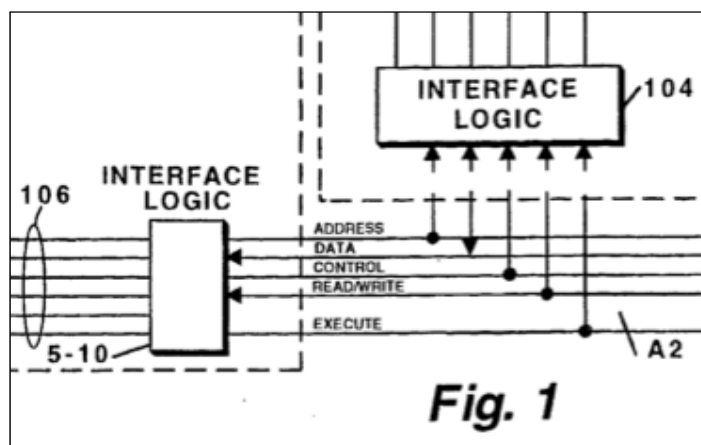 INTERFACE
LOGIC
104
INTERFACE
LOGIC
106
ADDRESS
DATA
CONTROL
READ/WRITE
EXECUTE
5-10
A2
Fig. 1